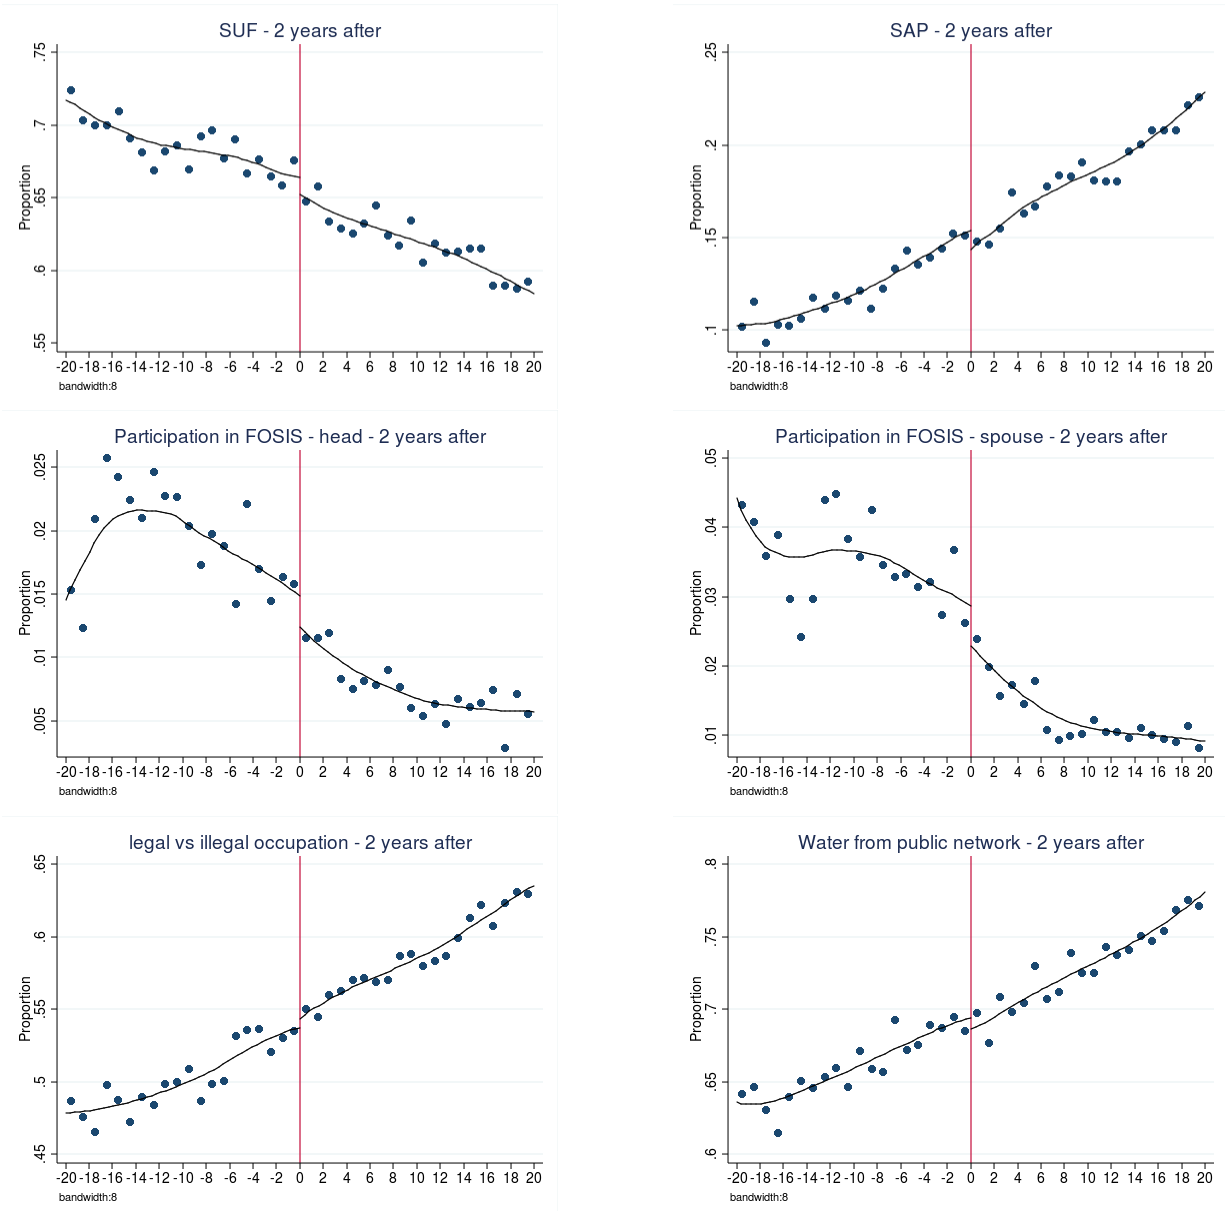 SUF - 2 years after
Proportion
.75
.7
.65
.6
.55
-20 -18 -16 -14 -12 -10 -8 -6 -4 -2 0 2 4 6 8 10 12 14 16 18 20
bandwidth:8
SAP - 2 years after
Proportion
.25
.2
.15
.1
-20 -18 -16 -14 -12 -10 -8 -6 -4 -2 0 2 4 6 8 10 12 14 16 18 20
bandwidth:8
Participation in FOSIS - head - 2 years after
Proportion
.025
.02
.015
.01
.005
-20 -18 -16 -14 -12 -10 -8 -6 -4 -2 0 2 4 6 8 10 12 14 16 18 20
bandwidth:8
Participation in FOSIS - spouse - 2 years after
Proportion
.05
.04
.03
.02
.01
-20 -18 -16 -14 -12 -10 -8 -6 -4 -2 0 2 4 6 8 10 12 14 16 18 20
bandwidth:8
legal vs illegal occupation - 2 years after
Proportion
.65
.6
.55
.5
.45
-20 -18 -16 -14 -12 -10 -8 -6 -4 -2 0 2 4 6 8 10 12 14 16 18 20
bandwidth:8
Water from public network - 2 years after
Proportion
.8
.75
.7
.65
.6
-20 -18 -16 -14 -12 -10 -8 -6 -4 -2 0 2 4 6 8 10 12 14 16 18 20
bandwidth:8